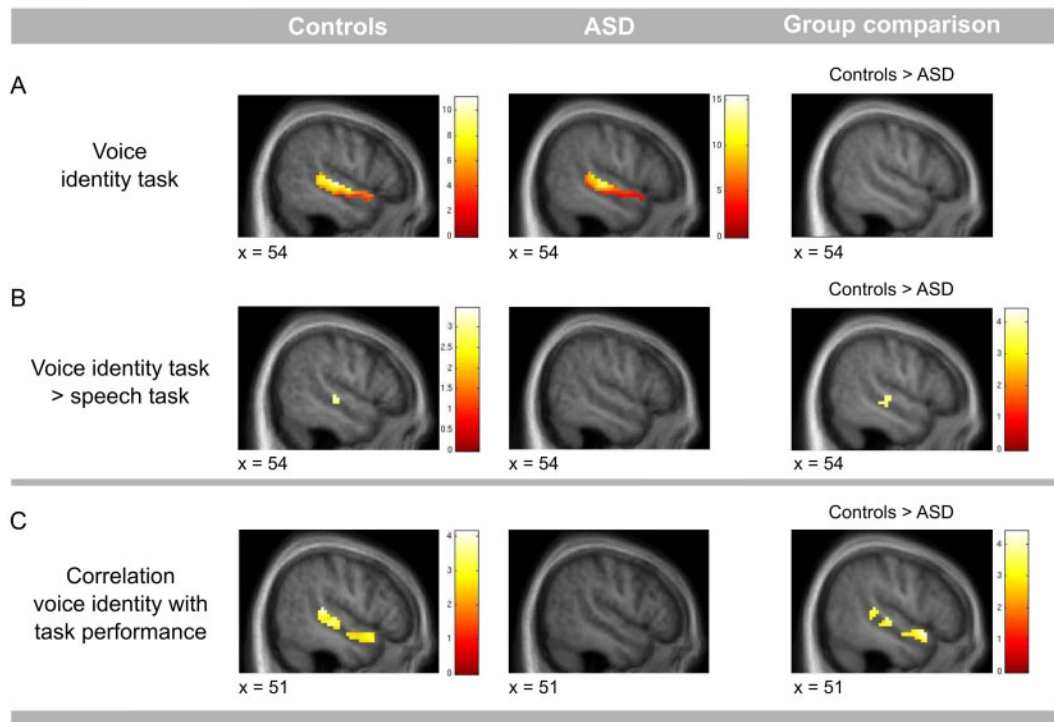 Controls ASD Group comparison
A
Controls > ASD
Voice
identity task
10
8
6
4
2
0
15
10
5
0
x = 54 x = 54 x = 54
B
Controls > ASD
Voice identity task
> speech task
3
2.5
2
1.5
1
0.5
0
4
3
2
1
0
x = 54 x = 54 x = 54
C
Controls > ASD
Correlation
voice identity with
task performance
4
3
2
1
0
4
3
2
1
0
x = 51 x = 51 x = 51